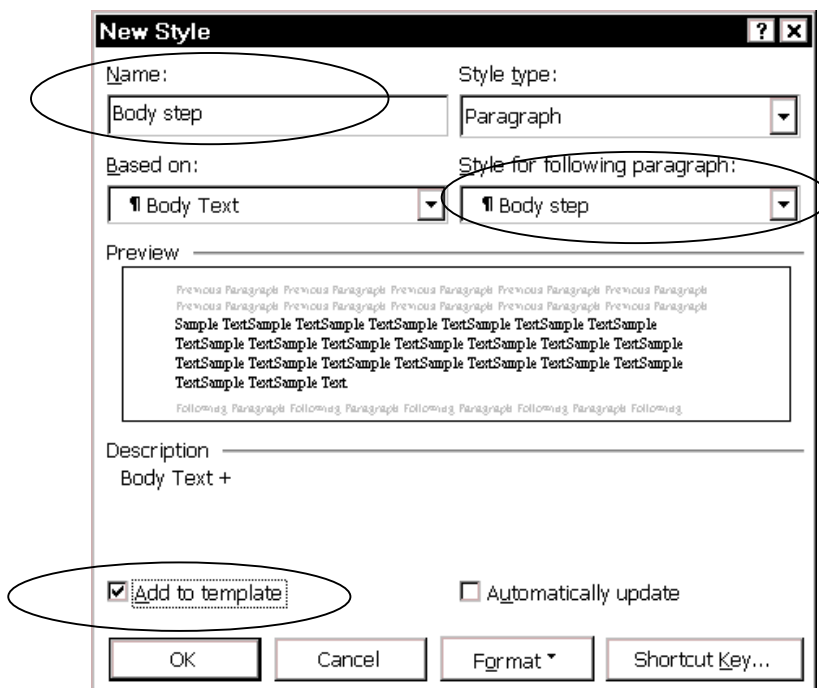 New Style
? X
Name:
Style type:
Body step
Paragraph
Based on:
Style for following paragraph:
¶ Body Text
¶ Body step
Preview
Previous Paragraph Previous Paragraph Previous Paragraph Previous Paragraph Previous Paragraph
Previous Paragraph Previous Paragraph Previous Paragraph Previous Paragraph Previous Paragraph
Sample TextSample TextSample TextSample TextSample TextSample TextSample
TextSample TextSample TextSample TextSample TextSample TextSample TextSample
TextSample TextSample TextSample TextSample TextSample TextSample TextSample
TextSample TextSample Text
Following Paragraph Following Paragraph Following Paragraph Following Paragraph Following
Description
Body Text +
Add to template
Automatically update
OK
Cancel
Format
Shortcut Key...